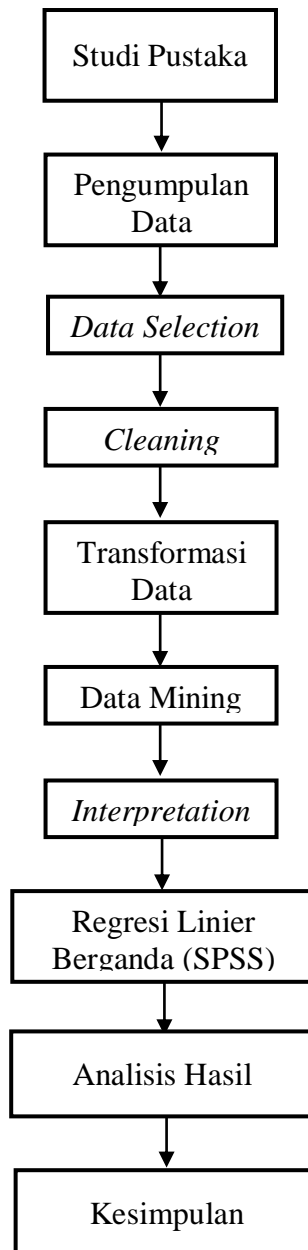 Studi Pustaka
Pengumpulan
Data
Data Selection
Cleaning
Transformasi
Data
Data Mining
Interpretation
Regresi Linier
Berganda (SPSS)
Analisis Hasil
Kesimpulan